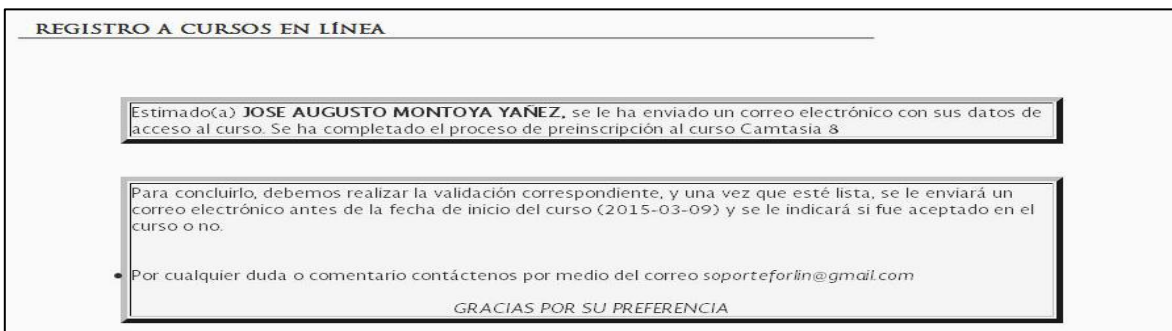 REGISTRO A CURSOS EN LÍNEA
Estimado(a) JOSE AUGUSTO MONTOYA YAÑEZ, se le ha enviado un correo electrónico con sus datos de
acceso al curso. Se ha completado el proceso de preinscripción al curso Camtasia 8
Para concluirlo, debemos realizar la validación correspondiente, y una vez que esté lista, se le enviará un
correo electrónico antes de la fecha de inicio del curso (2015-03-09) y se le indicará si fue aceptado en el
curso o no.
• Por cualquier duda o comentario contáctenos por medio del correo soporteforlin@gmail.com
GRACIAS POR SU PREFERENCIA